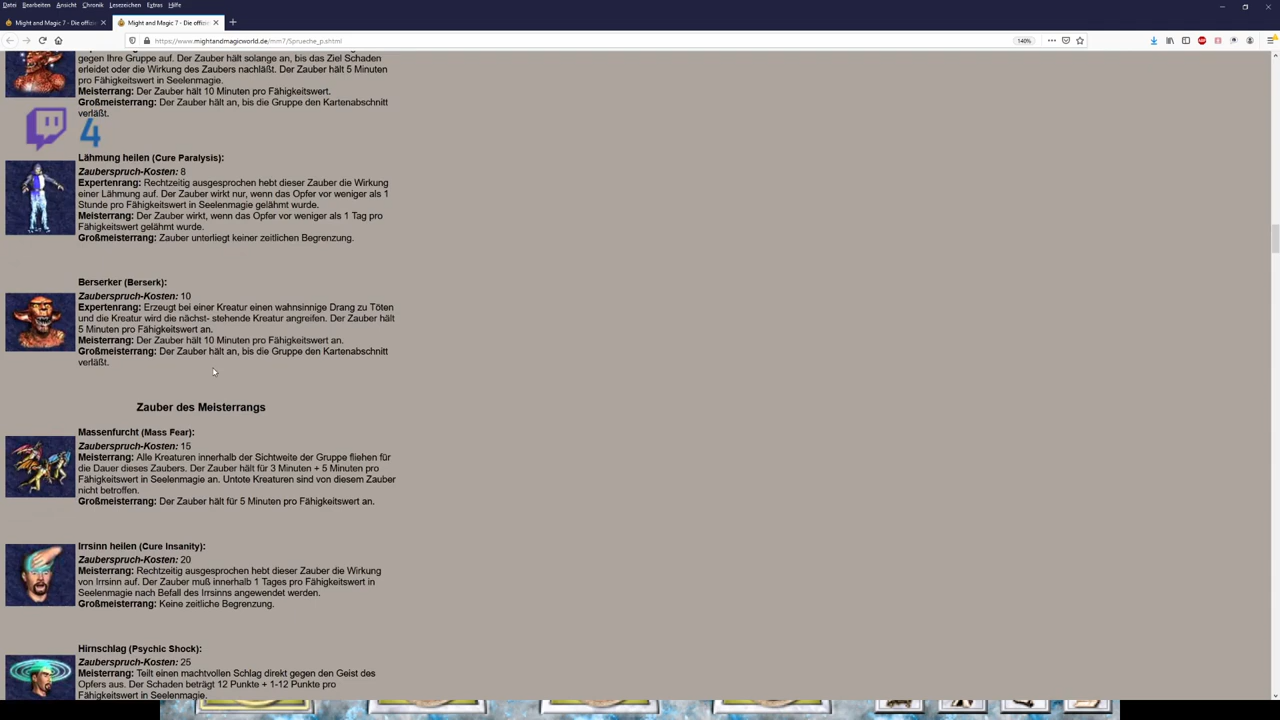 Datei Bearbeiten Ansicht Chronik Lesezeichen Extras Hilfe
Might and Magic 7 - Die offizie
Might and Magic 7 - Die offizie
https://www.mightandmagicworld.de/mm7/Sprueche_p.shtml
140%
gegen Ihre Gruppe auf. Der Zauber hält solange an, bis das Ziel Schaden
erleidet oder die Wirkung des Zaubers nachläßt. Der Zauber hält 5 Minuten
pro Fähigkeitswert in Seelenmagie.
Meisterrang: Der Zauber hält 10 Minuten pro Fähigkeitswert.
Großmeisterrang: Der Zauber hält an, bis die Gruppe den Kartenabschnitt
verläßt.
4
Lähmung heilen (Cure Paralysis):
Zauberspruch-Kosten: 8
Expertenrang: Rechtzeitig ausgesprochen hebt dieser Zauber die Wirkung
einer Lähmung auf. Der Zauber wirkt nur, wenn das Opfer vor weniger als 1
Stunde pro Fähigkeitswert in Seelenmagie gelähmt wurde.
Meisterrang: Der Zauber wirkt, wenn das Opfer vor weniger als 1 Tag pro
Fähigkeitswert gelähmt wurde.
Großmeisterrang: Zauber unterliegt keiner zeitlichen Begrenzung.
Berserker (Berserk):
Zauberspruch-Kosten: 10
Expertenrang: Erzeugt bei einer Kreatur einen wahnsinnige Drang zu Töten
und die Kreatur wird die nächst- stehende Kreatur angreifen. Der Zauber hält
5 Minuten pro Fähigkeitswert an.
Meisterrang: Der Zauber hält 10 Minuten pro Fähigkeitswert an.
Großmeisterrang: Der Zauber hält an, bis die Gruppe den Kartenabschnitt
verläßt.
Zauber des Meisterrangs
Massenfurcht (Mass Fear):
Zauberspruch-Kosten: 15
Meisterrang: Alle Kreaturen innerhalb der Sichtweite der Gruppe fliehen für
die Dauer dieses Zaubers. Der Zauber hält für 3 Minuten + 5 Minuten pro
Fähigkeitswert in Seelenmagie an. Untote Kreaturen sind von diesem Zauber
nicht betroffen.
Großmeisterrang: Der Zauber hält für 5 Minuten pro Fähigkeitswert an.
Irrsinn heilen (Cure Insanity):
Zauberspruch-Kosten: 20
Meisterrang: Rechtzeitig ausgesprochen hebt dieser Zauber die Wirkung
von Irrsinn auf. Der Zauber muß innerhalb 1 Tages pro Fähigkeitswert in
Seelenmagie nach Befall des Irrsinns angewendet werden.
Großmeisterrang: Keine zeitliche Begrenzung.
Hirnschlag (Psychic Shock):
Zauberspruch-Kosten: 25
Meisterrang: Teilt einen machtvollen Schlag direkt gegen den Geist des
Opfers aus. Der Schaden beträgt 12 Punkte + 1-12 Punkte pro
Fähigkeitswert in Seelenmagie.